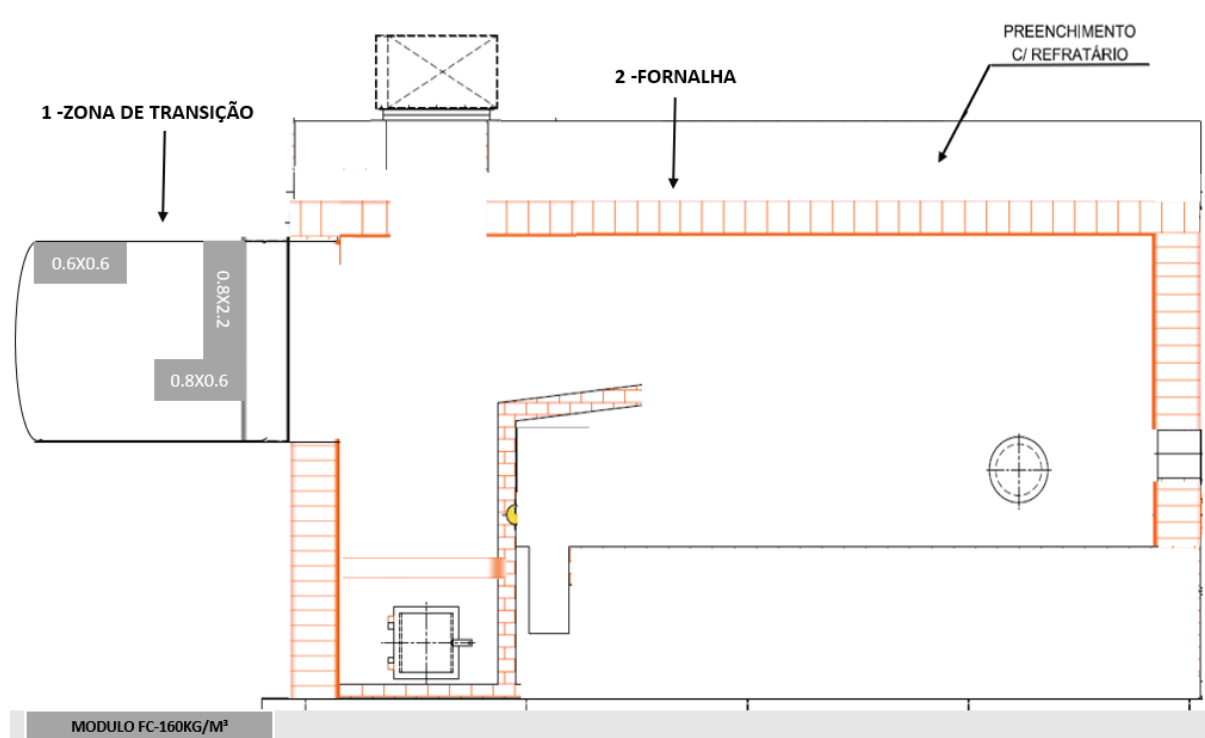 PREENCHIMENTO
C/ REFRATÁRIO
2 -FORNALHA
1 -ZONA DE TRANSIÇÃO
0.6X0.6
0.8X2.2
0.8X0.6
MODULO FC-160KG/M³